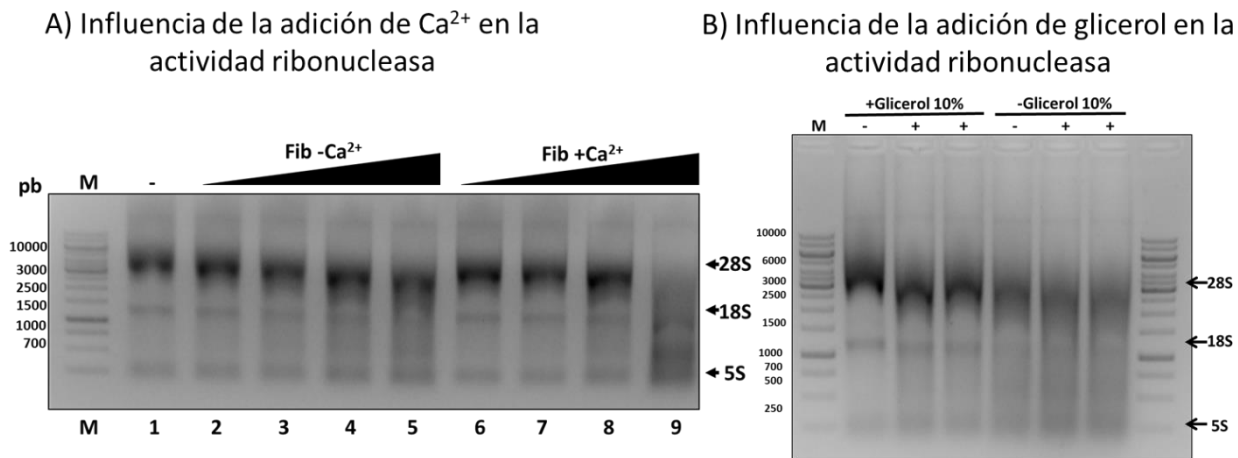 A) Influencia de la adición de Ca²⁺ en la
actividad ribonucleasa
Fib -Ca²⁺
Fib +Ca²⁺
pb
M
-
10000
3000
2500
1500
1000
700
28S
18S
5S
M 1 2 3 4 5 6 7 8 9
B) Influencia de la adición de glicerol en la
actividad ribonucleasa
+Glicerol 10% -Glicerol 10%
M - + + - + +
10000
6000
3000
2500
1500
1000
700
500
250
28S
18S
5S